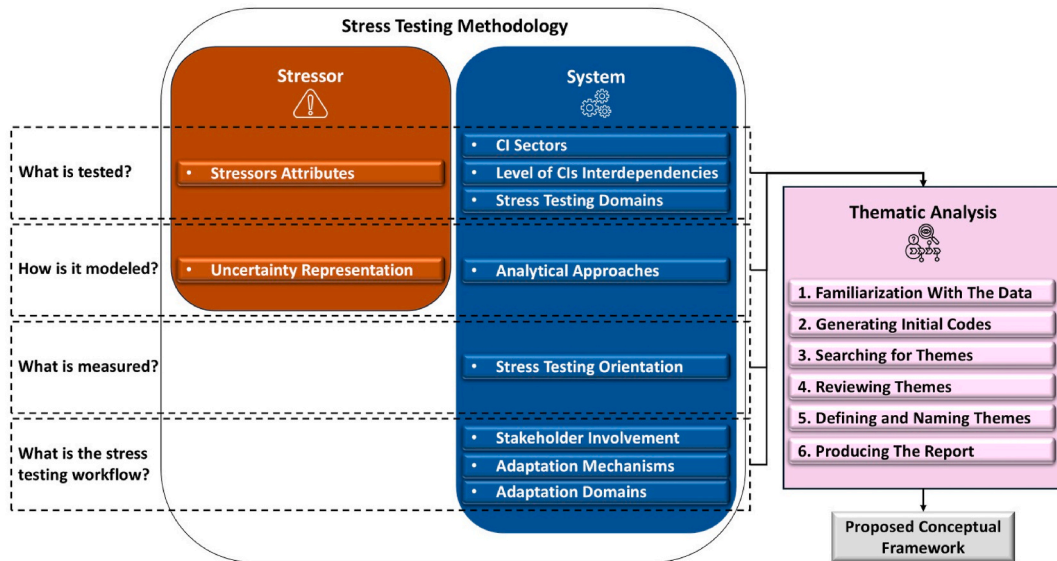 Stress Testing Methodology
Stressor
System
What is tested?
• Stressors Attributes
• CI Sectors
• Level of CIs Interdependencies
• Stress Testing Domains
How is it modeled?
• Uncertainty Representation
• Analytical Approaches
What is measured?
• Stress Testing Orientation
What is the stress
testing workflow?
• Stakeholder Involvement
• Adaptation Mechanisms
• Adaptation Domains
Thematic Analysis
1. Familiarization With The Data
2. Generating Initial Codes
3. Searching for Themes
4. Reviewing Themes
5. Defining and Naming Themes
6. Producing The Report
Proposed Conceptual
Framework